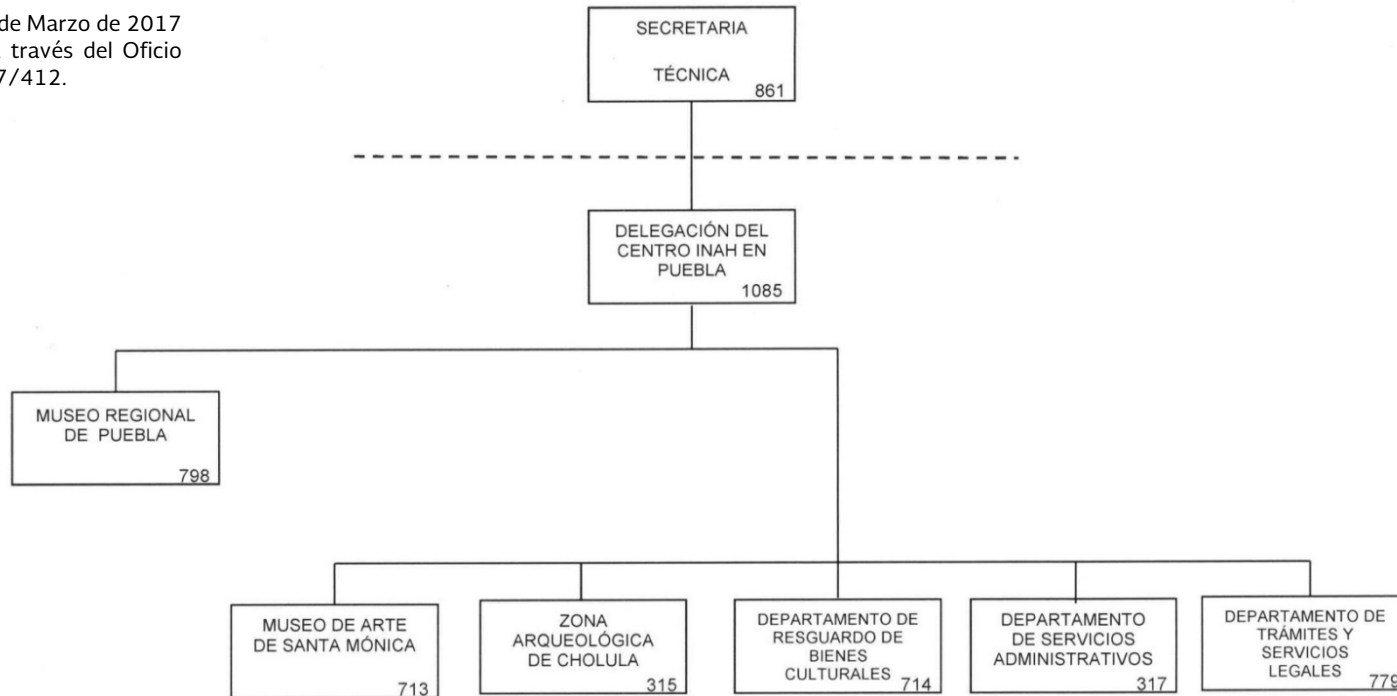 de Marzo de 2017
través del Oficio
7/412.
SECRETARIA
TÉCNICA
861
DELEGACIÓN DEL
CENTRO INAH EN
PUEBLA
1085
MUSEO REGIONAL
DE PUEBLA
798
MUSEO DE ARTE
DE SANTA MÓNICA
713
ZONA
ARQUEOLÓGICA
DE CHOLULA
315
DEPARTAMENTO DE
RESGUARDO DE
BIENES
CULTURALES
714
DEPARTAMENTO
DE SERVICIOS
ADMINISTRATIVOS
317
DEPARTAMENTO DE
TRÁMITES Y
SERVICIOS
LEGALES
779